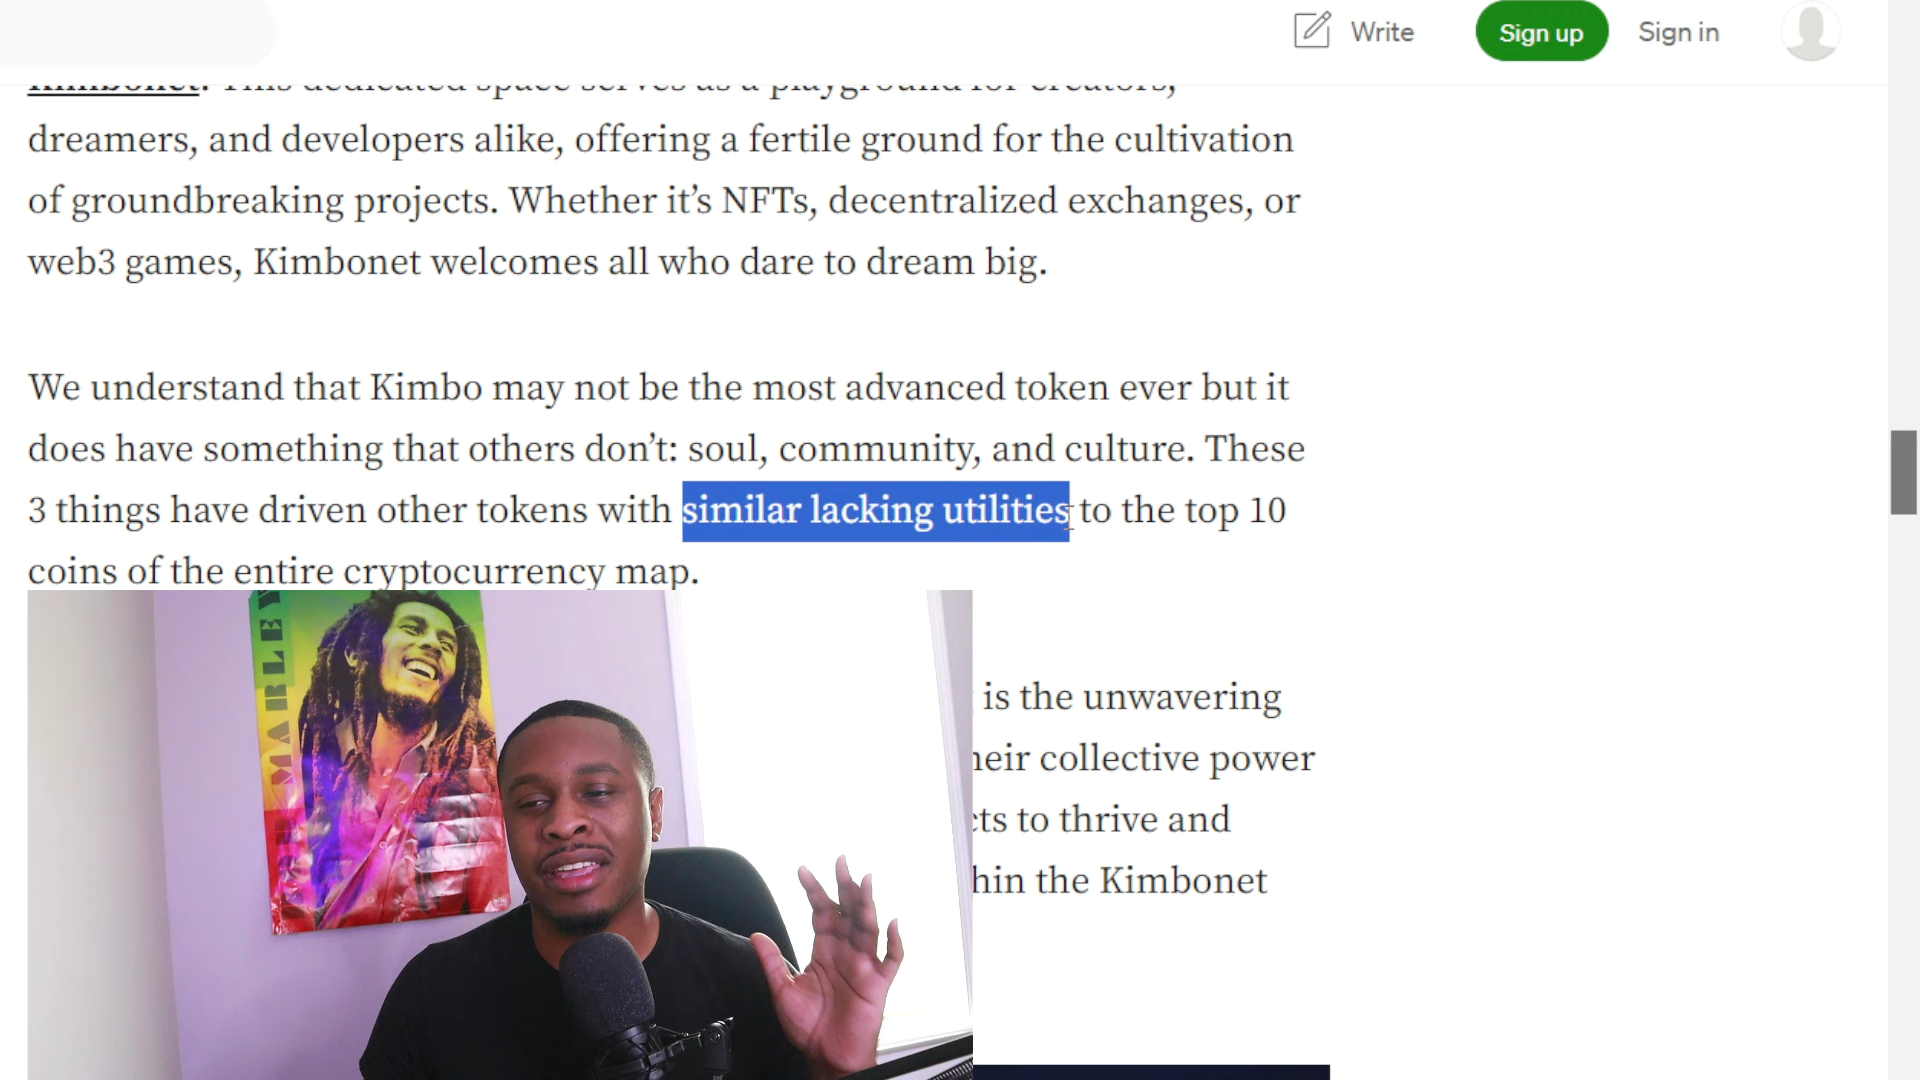 Write
Sign up
Sign in
Kimbonet. This dedicated space serves as a playground for creators,
dreamers, and developers alike, offering a fertile ground for the cultivation
of groundbreaking projects. Whether it’s NFTs, decentralized exchanges, or
web3 games, Kimbonet welcomes all who dare to dream big.
We understand that Kimbo may not be the most advanced token ever but it
does have something that others don’t: soul, community, and culture. These
3 things have driven other tokens with similar lacking utilities to the top 10
coins of the entire cryptocurrency map.
MARLEY
is the unwavering
collective power
to thrive and
the Kimbonet